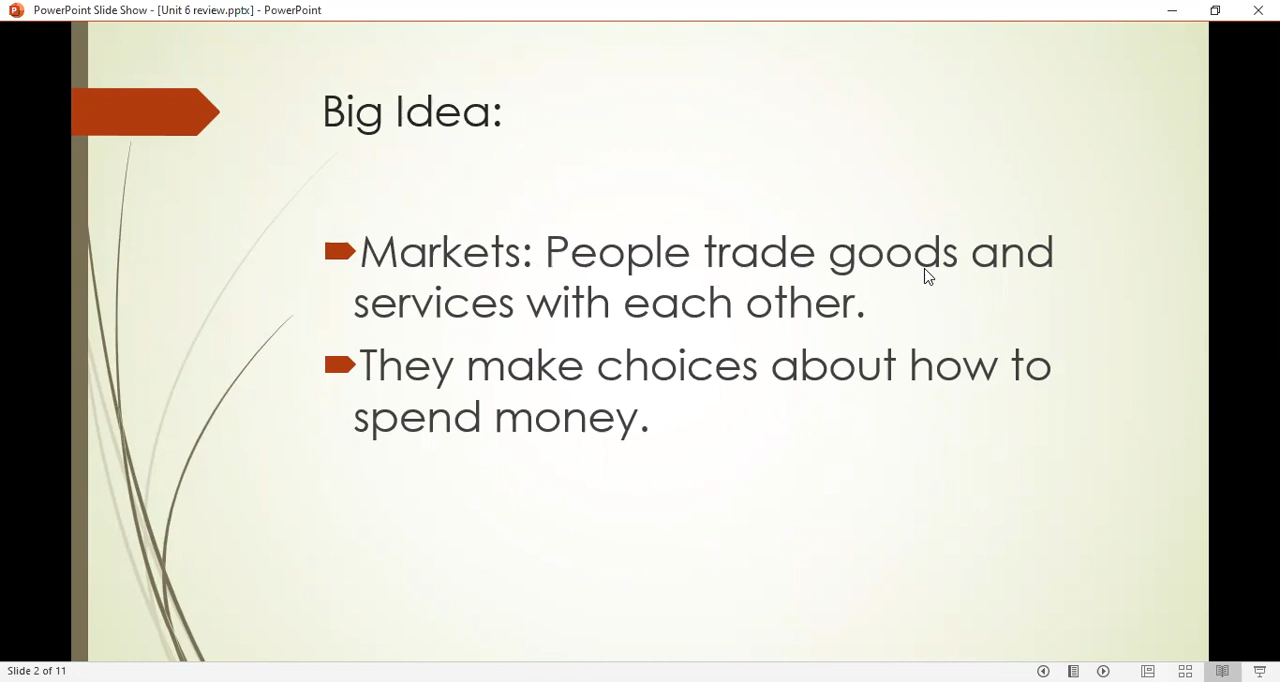 PowerPoint Slide Show - [Unit 6 review.pptx] - PowerPoint
Big Idea:
Markets: People trade goods and
services with each other.
They make choices about how to
spend money.
Slide 2 of 11